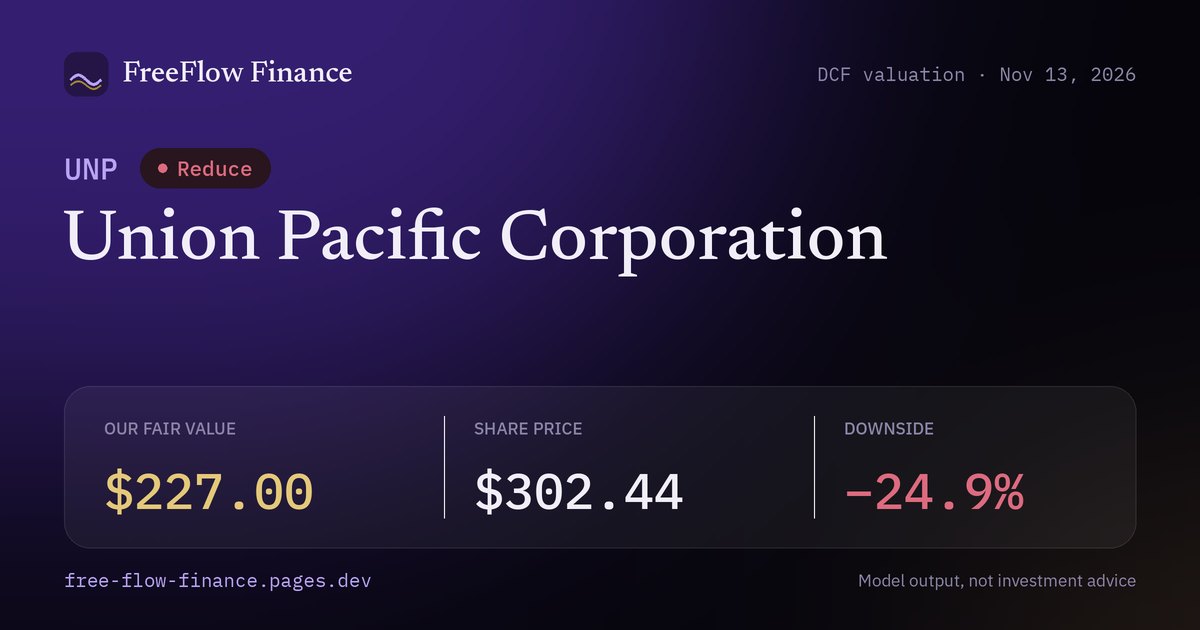 FreeFlow Finance
DCF valuation · Nov 13, 2026
UNP
Reduce
Union Pacific Corporation
OUR FAIR VALUE
$227.00
SHARE PRICE
$302.44
DOWNSIDE
−24.9%
free-flow-finance.pages.dev
Model output, not investment advice